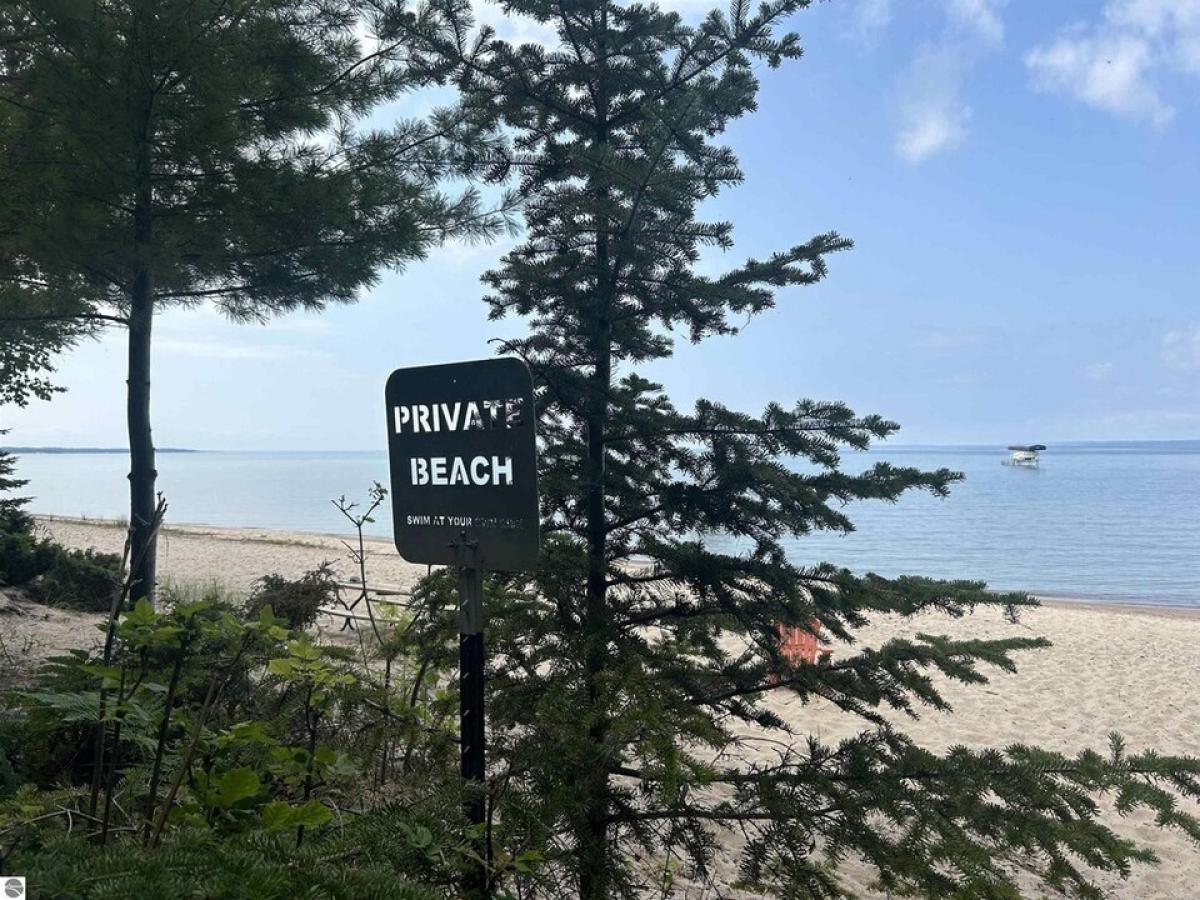 PRIVATE
BEACH
SWIM AT YOUR OWN RISK